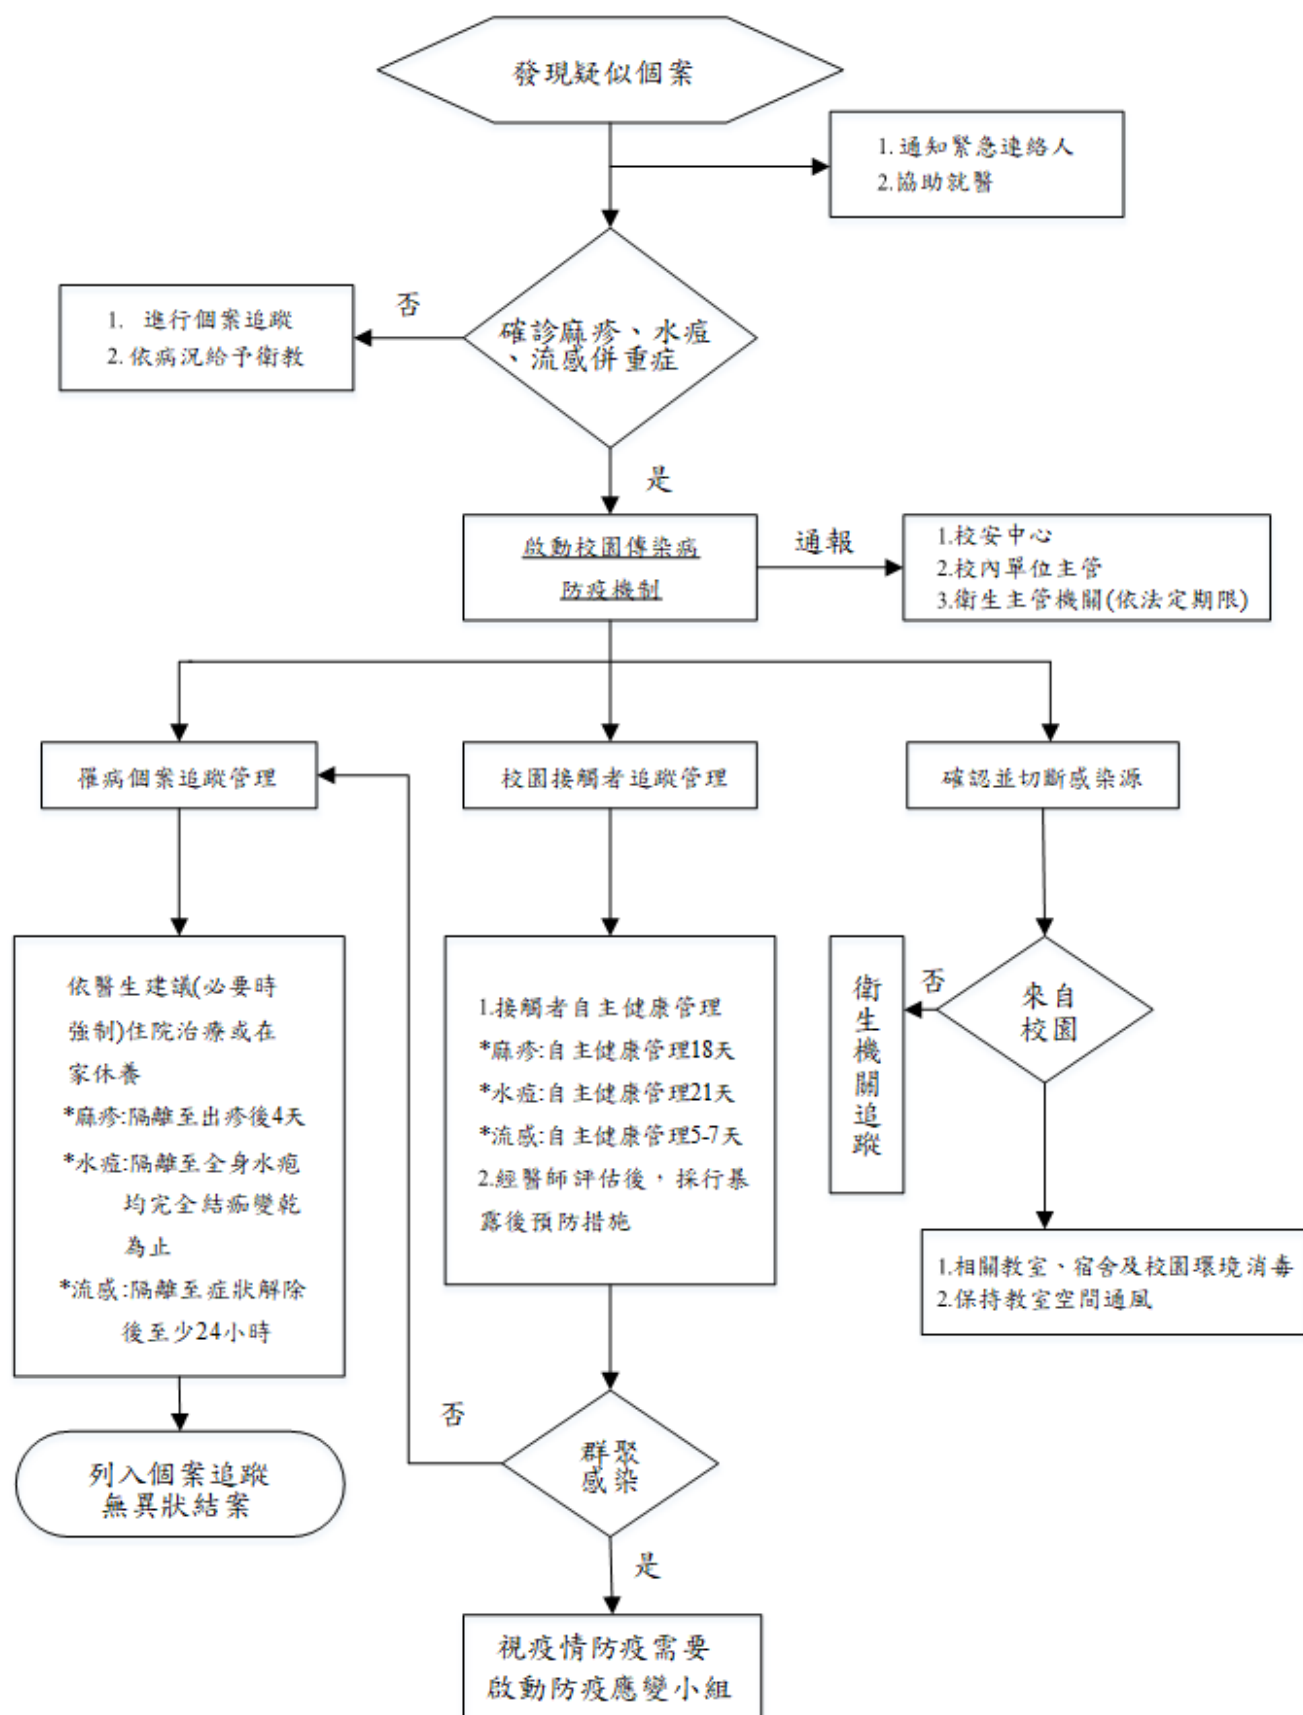 發現疑似個案
1.通知緊急連絡人
2.協助就醫
否
1. 進行個案追蹤
2.依病況給予衛教
確診麻疹、水痘
、流感併重症
是
啟動校園傳染病
防疫機制
通報
1.校安中心
2.校內單位主管
3.衛生主管機關(依法定期限)
罹病個案追蹤管理
校園接觸者追蹤管理
確認並切斷感染源
依醫生建議(必要時
強制)住院治療或在
家休養
*麻疹:隔離至出疹後4天
*水痘:隔離至全身水疱
均完全結痂變乾
為止
*流感:隔離至症狀解除
後至少24小時
1.接觸者自主健康管理
*麻疹:自主健康管理18天
*水痘:自主健康管理21天
*流感:自主健康管理5-7天
2.經醫師評估後，採行暴
露後預防措施
衛生機關追蹤
否
來自
校園
1.相關教室、宿舍及校園環境消毒
2.保持教室空間通風
否
群聚
感染
列入個案追蹤
無異狀結案
是
視疫情防疫需要
啟動防疫應變小組